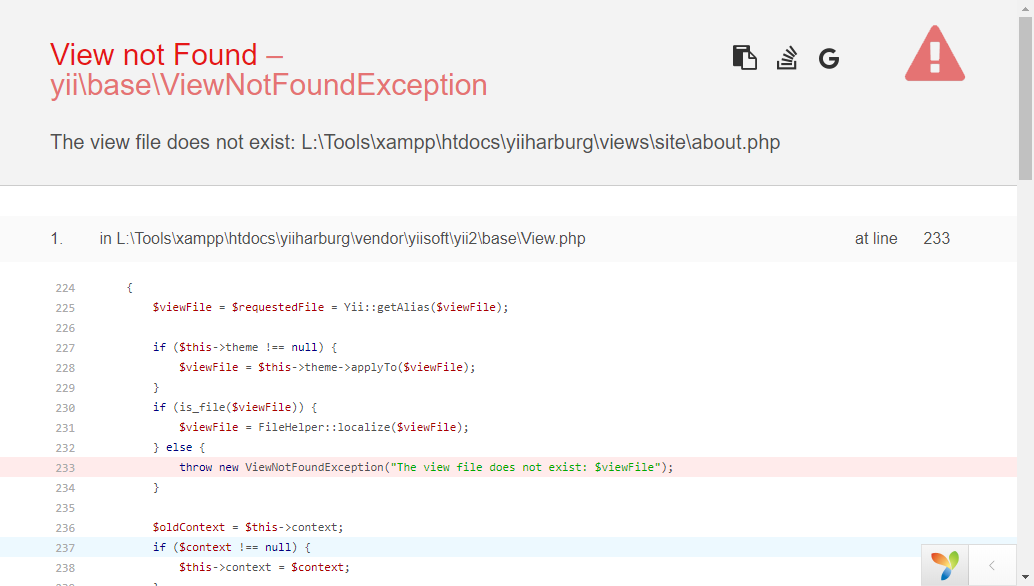 View not Found –
yii\base\ViewNotFoundException
The view file does not exist: L:\Tools\xampp\htdocs\yiiharburg\views\site\about.php
1. in L:\Tools\xampp\htdocs\yiiharburg\vendor\yiisoft\yii2\base\View.php at line 233
224 {
225 $viewFile = $requestedFile = Yii::getAlias($viewFile);
226
227 if ($this->theme !== null) {
228 $viewFile = $this->theme->applyTo($viewFile);
229 }
230 if (is_file($viewFile)) {
231 $viewFile = FileHelper::localize($viewFile);
232 } else {
233 throw new ViewNotFoundException("The view file does not exist: $viewFile");
234 }
235
236 $oldContext = $this->context;
237 if ($context !== null) {
238 $this->context = $context;
239 }